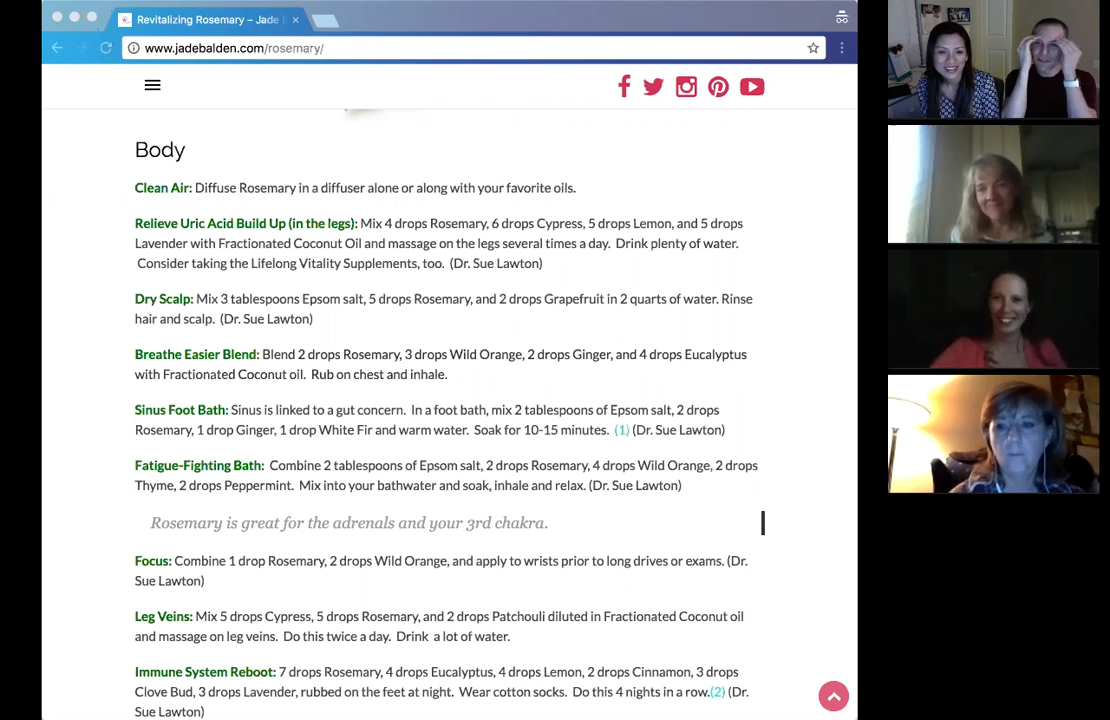 Revitalizing Rosemary – Jade
www.jadebalden.com/rosemary/
Body
Clean Air: Diffuse Rosemary in a diffuser alone or along with your favorite oils.
Relieve Uric Acid Build Up (in the legs): Mix 4 drops Rosemary, 6 drops Cypress, 5 drops Lemon, and 5 drops
Lavender with Fractionated Coconut Oil and massage on the legs several times a day. Drink plenty of water.
Consider taking the Lifelong Vitality Supplements, too. (Dr. Sue Lawton)
Dry Scalp: Mix 3 tablespoons Epsom salt, 5 drops Rosemary, and 2 drops Grapefruit in 2 quarts of water. Rinse
hair and scalp. (Dr. Sue Lawton)
Breathe Easier Blend: Blend 2 drops Rosemary, 3 drops Wild Orange, 2 drops Ginger, and 4 drops Eucalyptus
with Fractionated Coconut oil. Rub on chest and inhale.
Sinus Foot Bath: Sinus is linked to a gut concern. In a foot bath, mix 2 tablespoons of Epsom salt, 2 drops
Rosemary, 1 drop Ginger, 1 drop White Fir and warm water. Soak for 10-15 minutes. (1) (Dr. Sue Lawton)
Fatigue-Fighting Bath: Combine 2 tablespoons of Epsom salt, 2 drops Rosemary, 4 drops Wild Orange, 2 drops
Thyme, 2 drops Peppermint. Mix into your bathwater and soak, inhale and relax. (Dr. Sue Lawton)
Rosemary is great for the adrenals and your 3rd chakra.
Focus: Combine 1 drop Rosemary, 2 drops Wild Orange, and apply to wrists prior to long drives or exams. (Dr.
Sue Lawton)
Leg Veins: Mix 5 drops Cypress, 5 drops Rosemary, and 2 drops Patchouli diluted in Fractionated Coconut oil
and massage on leg veins. Do this twice a day. Drink a lot of water.
Immune System Reboot: 7 drops Rosemary, 4 drops Eucalyptus, 4 drops Lemon, 2 drops Cinnamon, 3 drops
Clove Bud, 3 drops Lavender, rubbed on the feet at night. Wear cotton socks. Do this 4 nights in a row.(2) (Dr.
Sue Lawton)